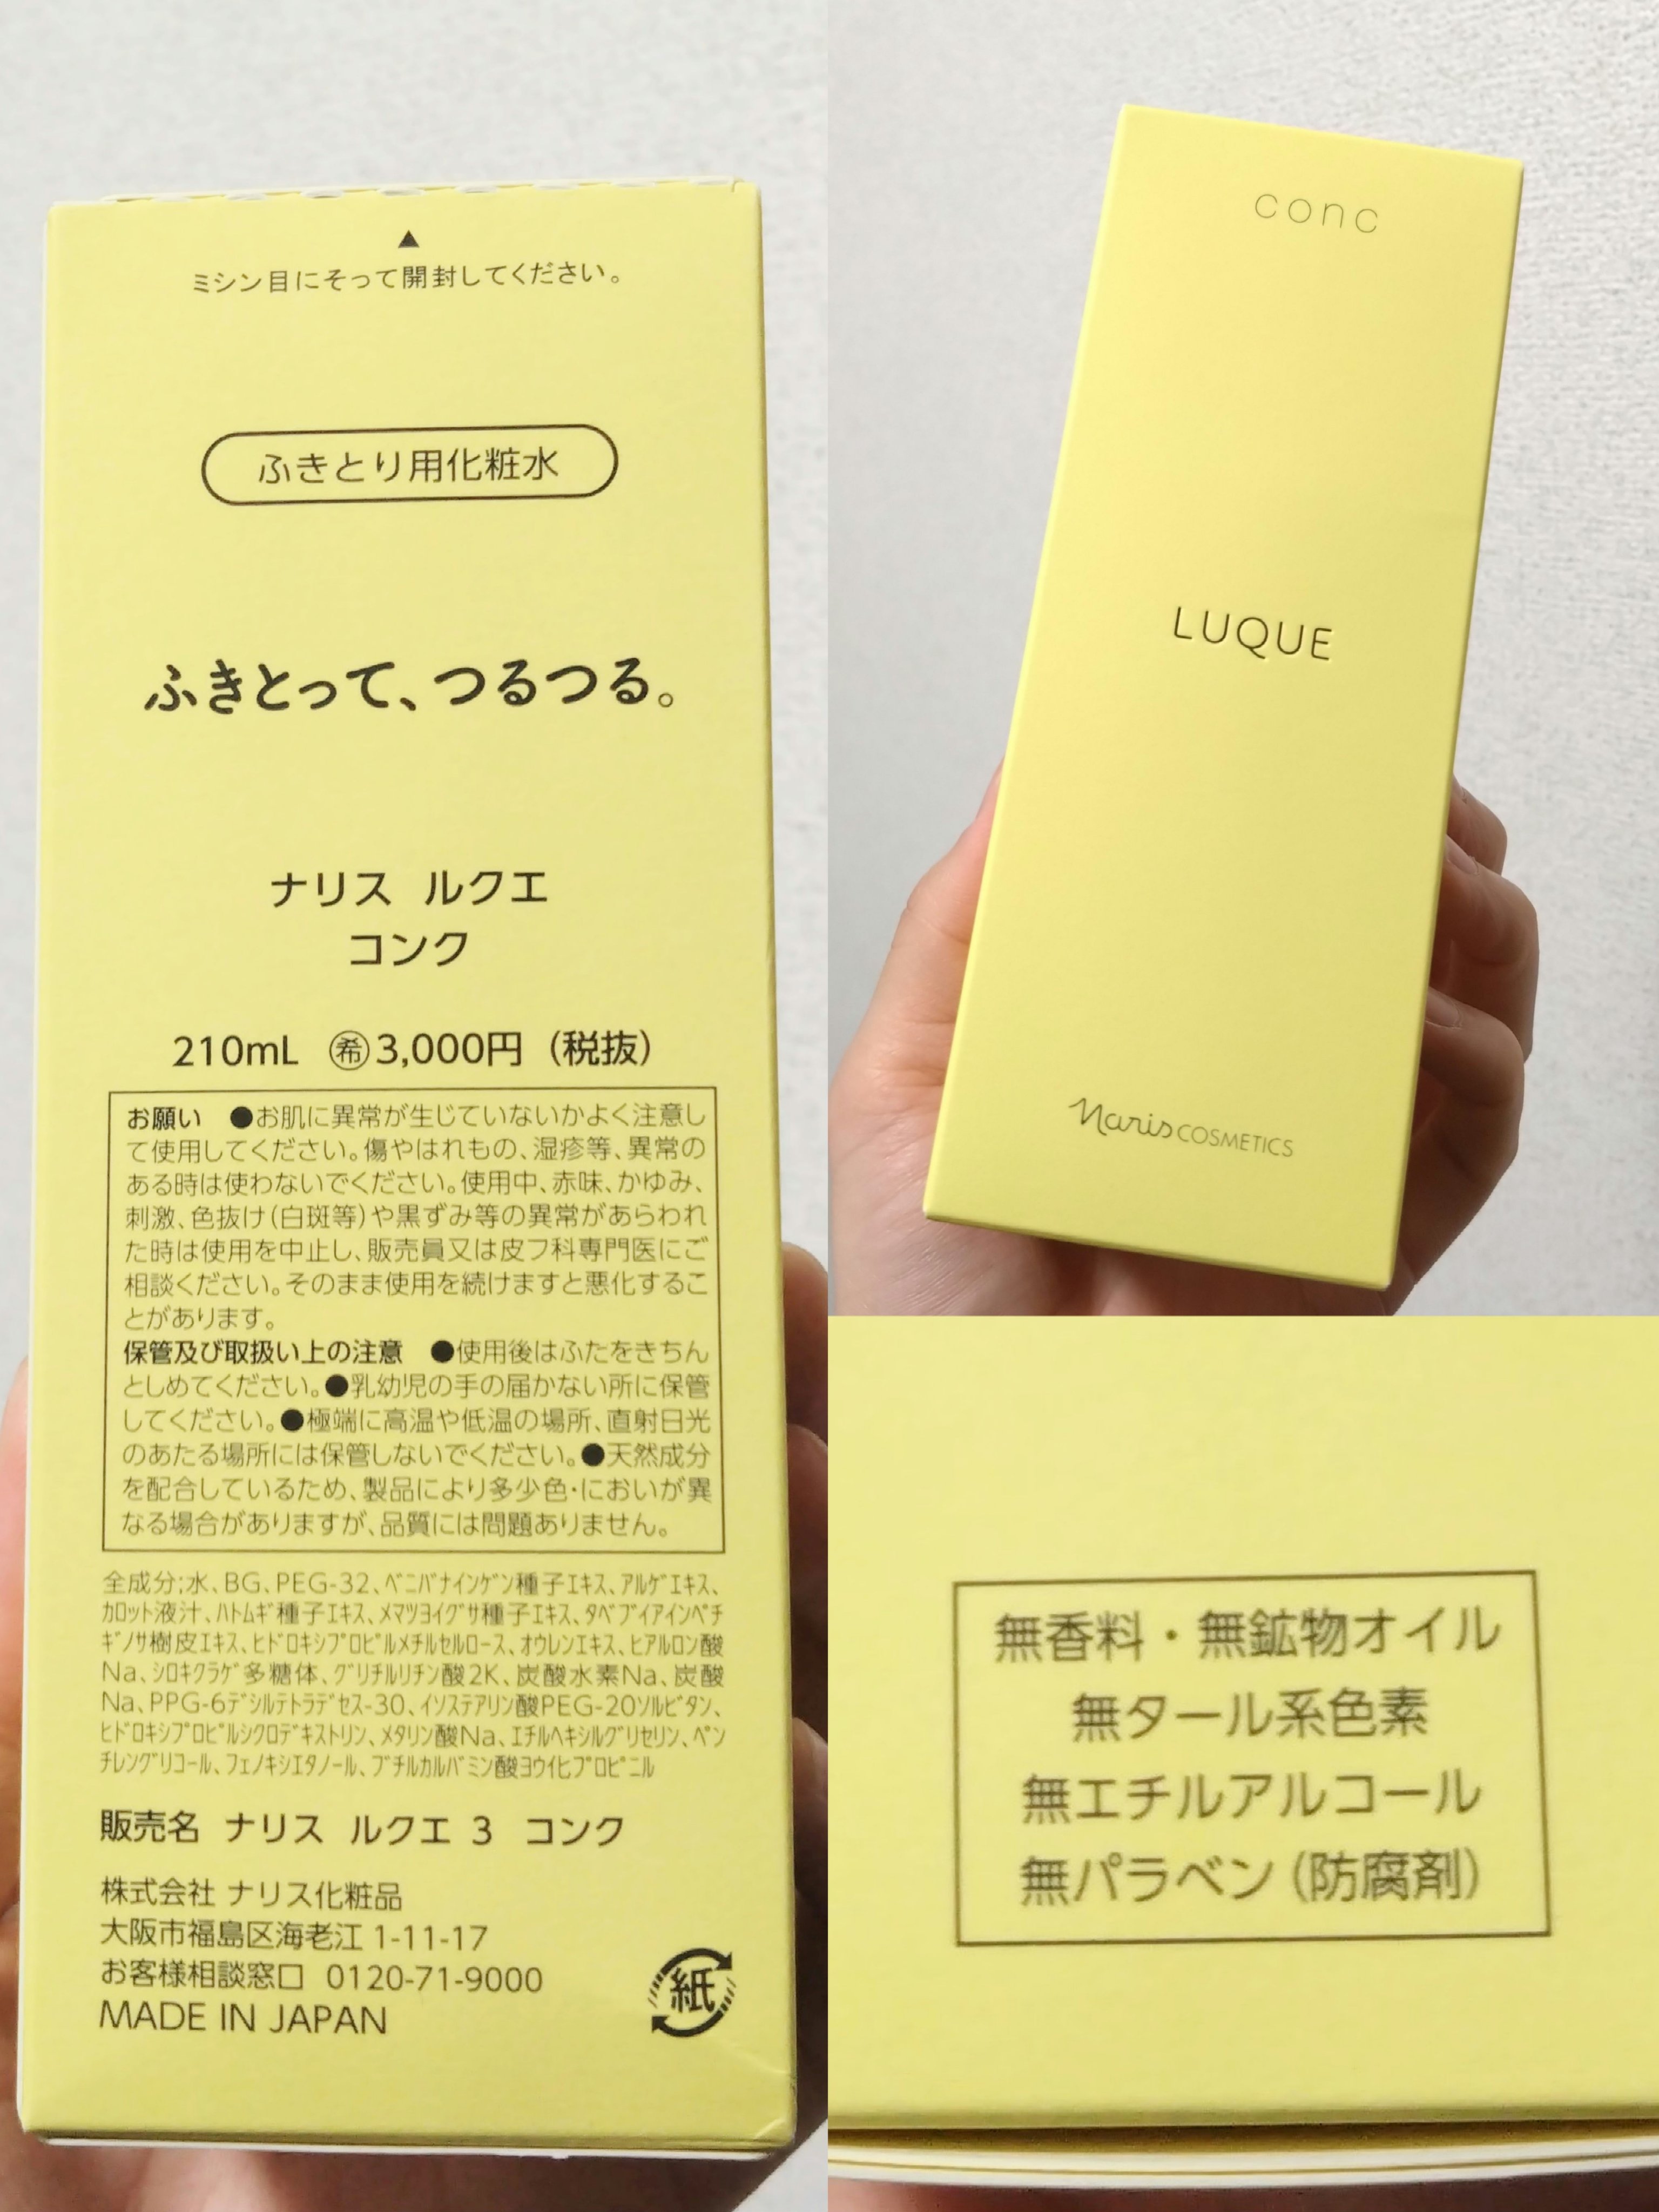 ▲
ミシン目にそって開封してください。
ふきとり用化粧水
ふきとって、つるつる。
ナリス ルクエ
コンク
210mL ㊒希3,000円（税抜）
お願い ●お肌に異常が生じていないかよく注意し
て使用してください。傷やはれもの、湿疹等、異常の
ある時は使わないでください。使用中、赤味、かゆみ、
刺激、色抜け(白斑等)や黒ずみ等の異常があらわれ
た時は使用を中止し、販売員又は皮フ科専門医にご
相談ください。そのまま使用を続けますと悪化するこ
とがあります。
保管及び取扱い上の注意 ●使用後はふたをきちん
としめてください。●乳幼児の手の届かない所に保管
してください。●極端に高温や低温の場所、直射日光
のあたる場所には保管しないでください。●天然成分
を配合しているため、製品により多少色・においが異
なる場合がありますが、品質には問題ありません。
全成分:水、BG、PEG-32、ベニバナインゲン種子エキス、アルゲエキス、
カロット液汁、ハトムギ種子エキス、メマツヨイグサ種子エキス、タベブイアインペチ
ギノサ樹皮エキス、ヒドロキシプロピルメチルセルロース、オウレンエキス、ヒアルロン酸
Na、シロキクラゲ多糖体、グリチルリチン酸2K、炭酸水素Na、炭酸
Na、PPG-6デシルテトラデセス-30、イソステアリン酸PEG-20ソルビタン、
ヒドロキシプロピルシクロデキストリン、メタリン酸Na、エチルヘキシルグリセリン、ペン
チレングリコール、フェノキシエタノール、ブチルカルバミン酸ヨウ化プロピニル
販売名 ナリス ルクエ 3 コンク
株式会社 ナリス化粧品
大阪市福島区海老江 1-11-17
お客様相談窓口 0120-71-9000
MADE IN JAPAN
紙
conc
LUQUE
Naris COSMETICS
無香料・無鉱物オイル
無タール系色素
無エチルアルコール
無パラベン(防腐剤)